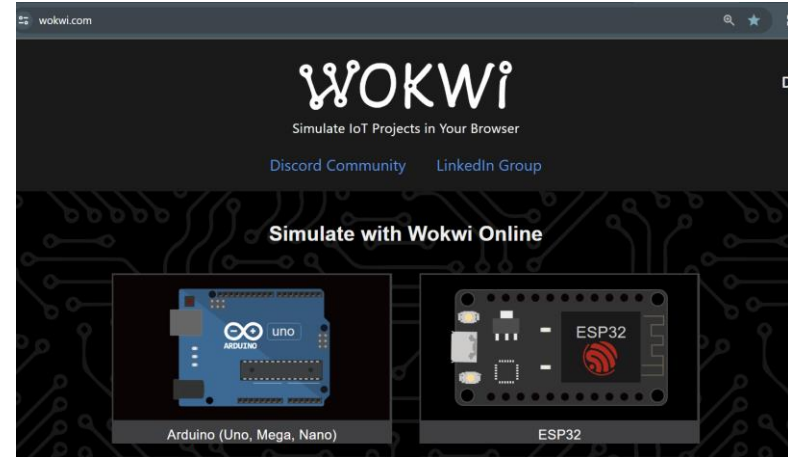 wokwi.com
WOKWi
Simulate IoT Projects in Your Browser
Discord Community LinkedIn Group
Simulate with Wokwi Online
uno
ARDUINO
ESP32
Arduino (Uno, Mega, Nano)
ESP32